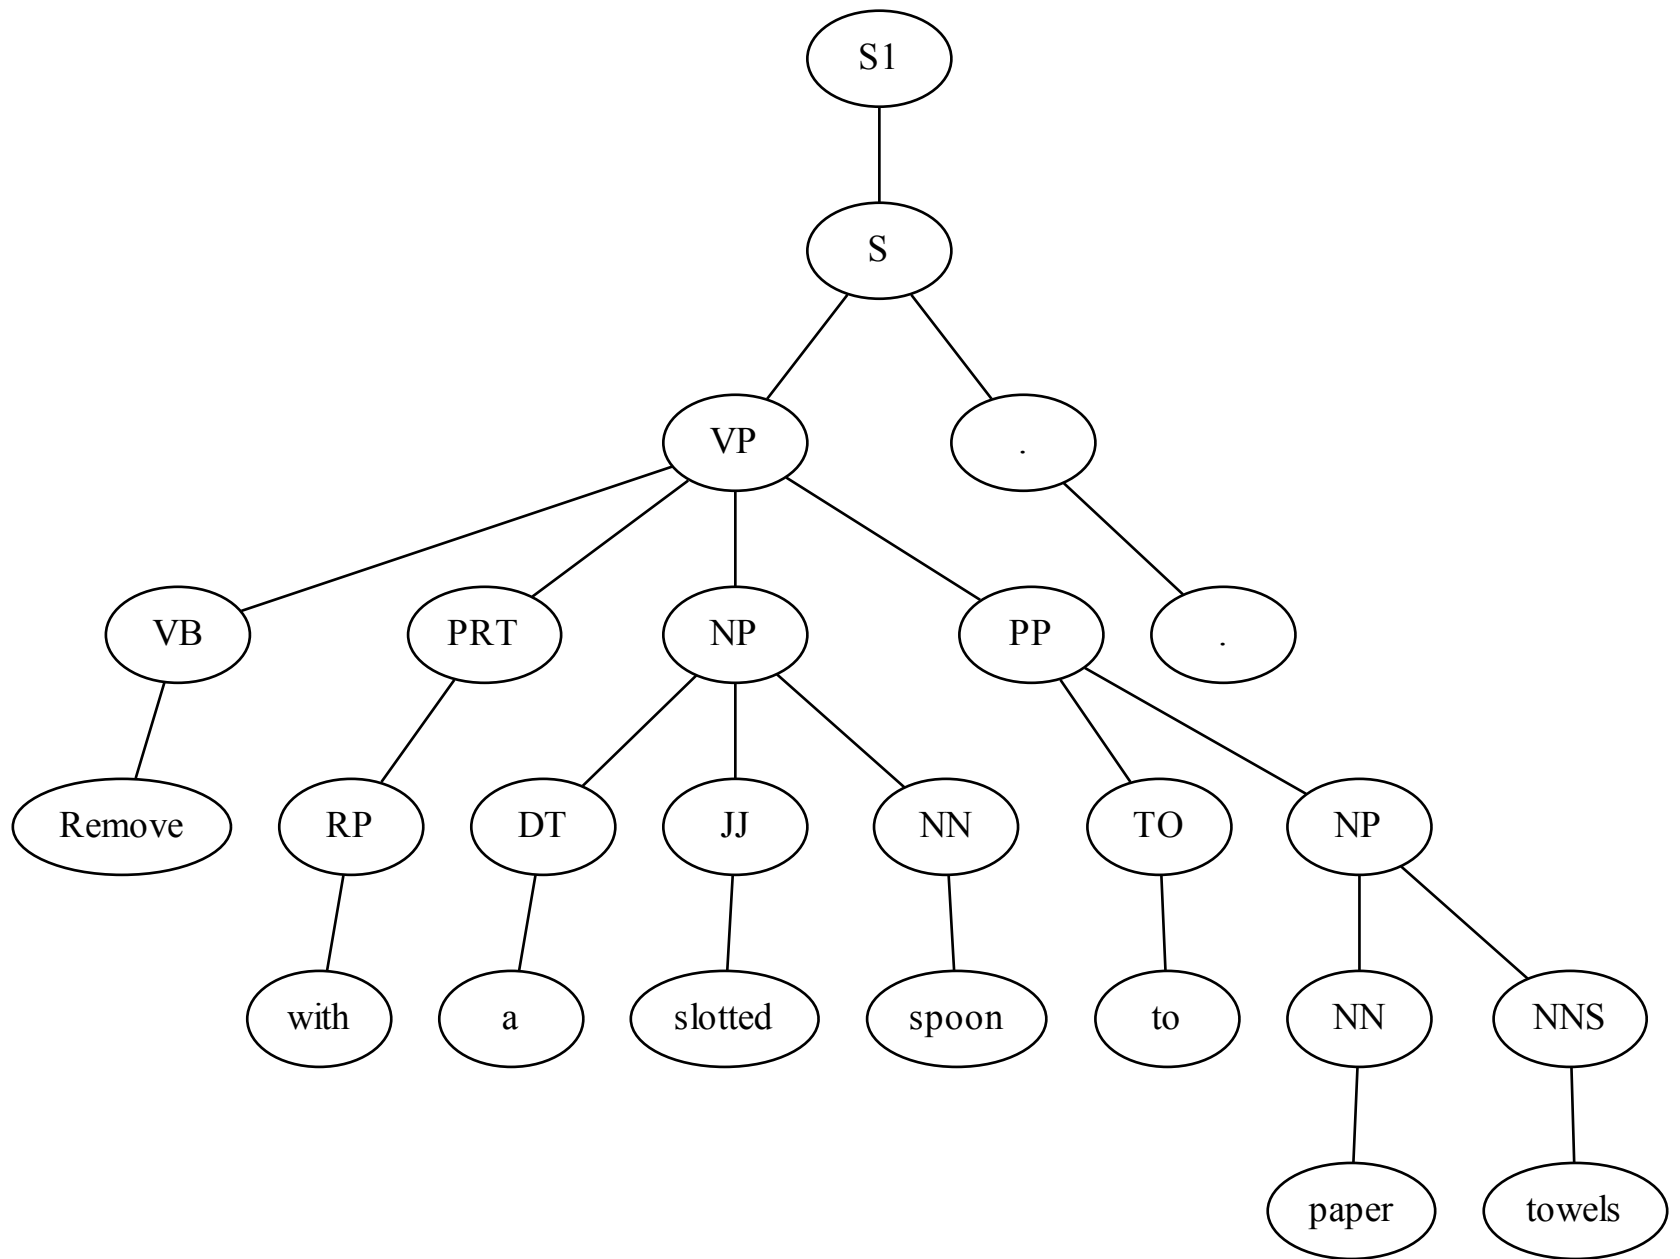 S1
S
VP .
VB PRT NP PP .
Remove RP DT JJ NN TO NP
with a slotted spoon to NN NNS
paper towels